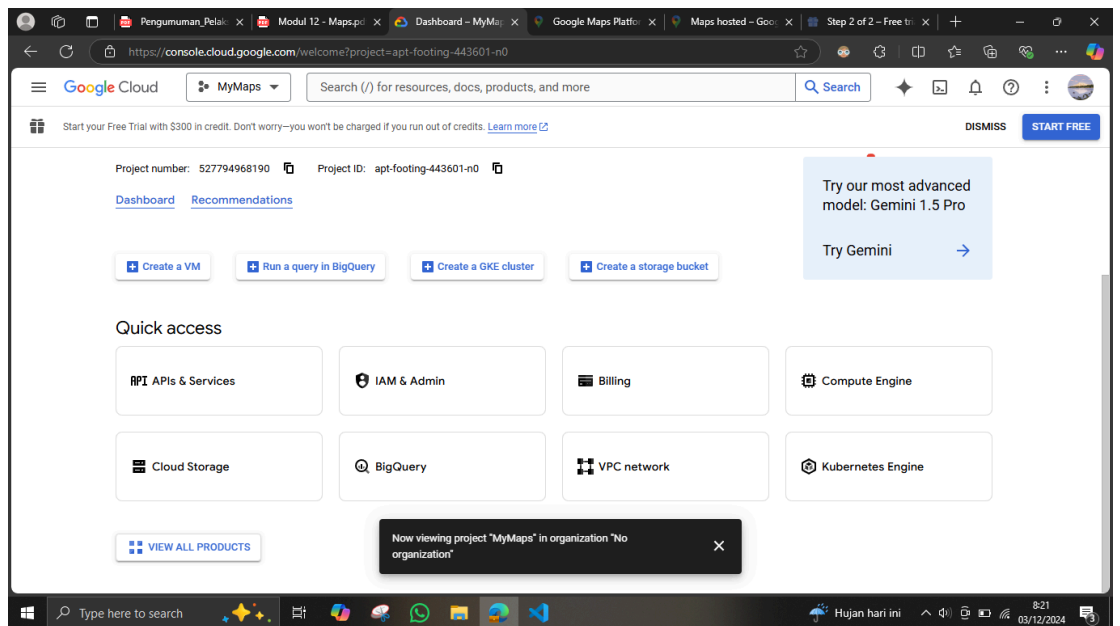 Pengumuman_Pelak
Modul 12 - Maps.pd
Dashboard – MyMap
Google Maps Platfor
Maps hosted – Goog
Step 2 of 2 – Free tri
https://console.cloud.google.com/welcome?project=apt-footing-443601-n0
Google Cloud
MyMaps
Search (/) for resources, docs, products, and more
Search
Start your Free Trial with $300 in credit. Don't worry—you won't be charged if you run out of credits. Learn more
DISMISS
START FREE
Project number: 527794968190
Project ID: apt-footing-443601-n0
Dashboard
Recommendations
Try our most advanced
model: Gemini 1.5 Pro
Try Gemini
Create a VM
Run a query in BigQuery
Create a GKE cluster
Create a storage bucket
Quick access
API APIs & Services
IAM & Admin
Billing
Compute Engine
Cloud Storage
BigQuery
VPC network
Kubernetes Engine
VIEW ALL PRODUCTS
Now viewing project "MyMaps" in organization "No
organization"
Type here to search
Hujan hari ini
8:21
03/12/2024
3